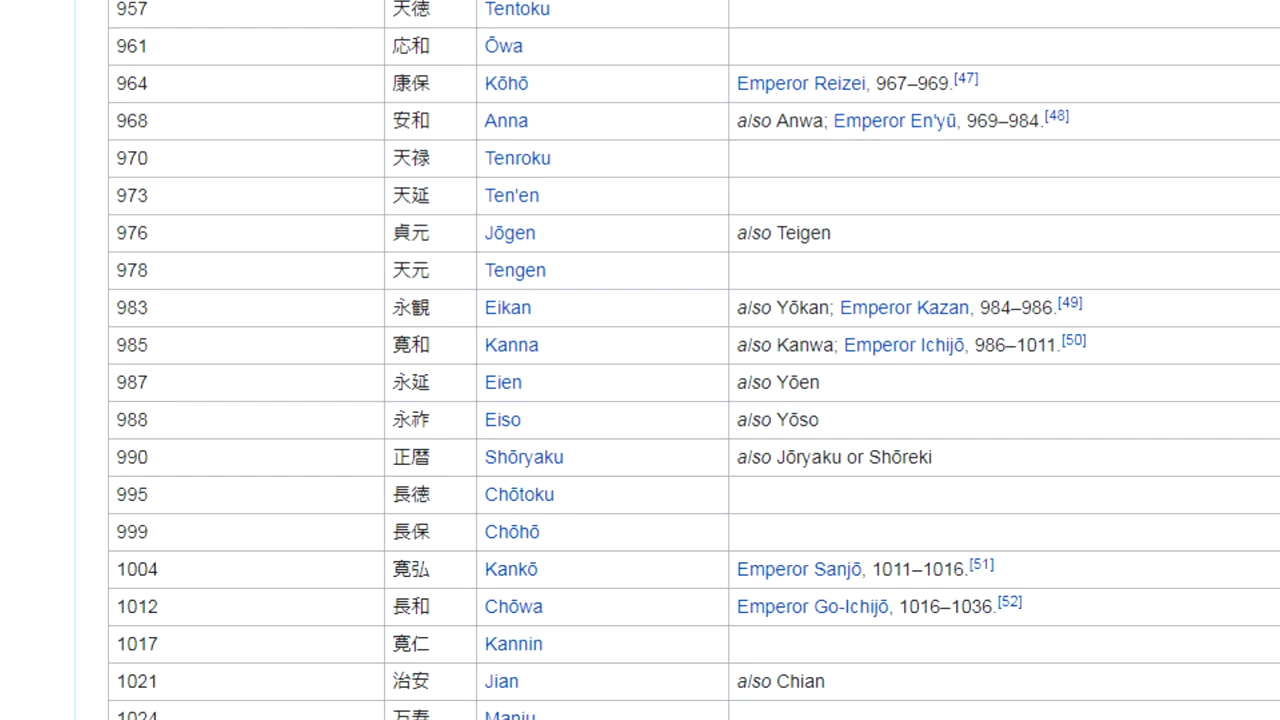 957 天徳 Tentoku
961 応和 Ōwa
964 康保 Kōhō Emperor Reizei, 967–969.[47]
968 安和 Anna also Anwa; Emperor En'yū, 969–984.[48]
970 天禄 Tenroku
973 天延 Ten'en
976 貞元 Jōgen also Teigen
978 天元 Tengen
983 永観 Eikan also Yōkan; Emperor Kazan, 984–986.[49]
985 寛和 Kanna also Kanwa; Emperor Ichijō, 986–1011.[50]
987 永延 Eien also Yōen
988 永祚 Eiso also Yōso
990 正暦 Shōryaku also Jōryaku or Shōreki
995 長徳 Chōtoku
999 長保 Chōhō
1004 寛弘 Kankō Emperor Sanjō, 1011–1016.[51]
1012 長和 Chōwa Emperor Go-Ichijō, 1016–1036.[52]
1017 寛仁 Kannin
1021 治安 Jian also Chian
1024 万寿 Manju